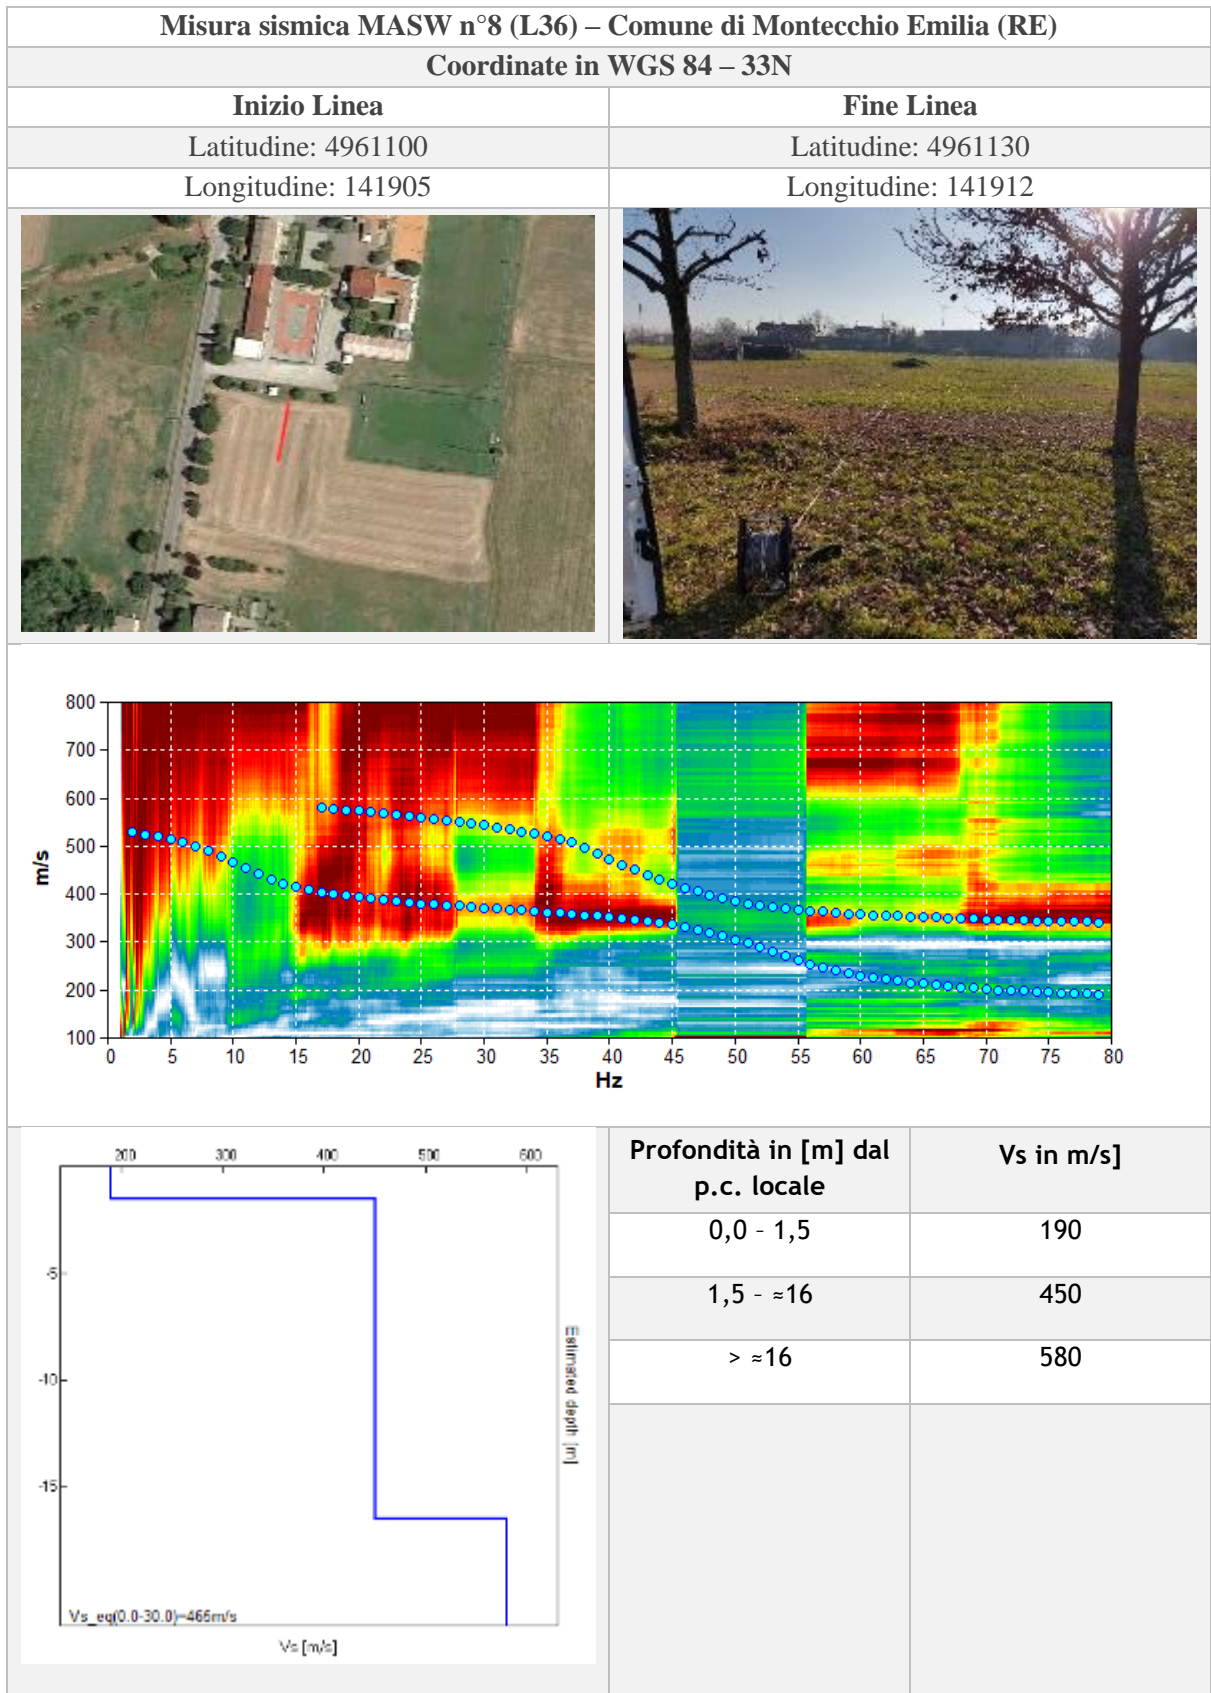 Misura sismica MASW n°8 (L36) – Comune di Montecchio Emilia (RE)
Coordinate in WGS 84 – 33N
Inizio Linea
Fine Linea
Latitudine: 4961100
Latitudine: 4961130
Longitudine: 141905
Longitudine: 141912
800
700
600
500
400
300
200
100
m/s
0 5 10 15 20 25 30 35 40 45 50 55 60 65 70 75 80
Hz
200 300 400 500 600
-5
-10
-15
Estimated depth [m]
Vs_eq(0.0-30.0)=466m/s
Vs [m/s]
Profondità in [m] dal
p.c. locale
Vs in m/s]
0,0 – 1,5
190
1,5 – ≈16
450
> ≈16
580